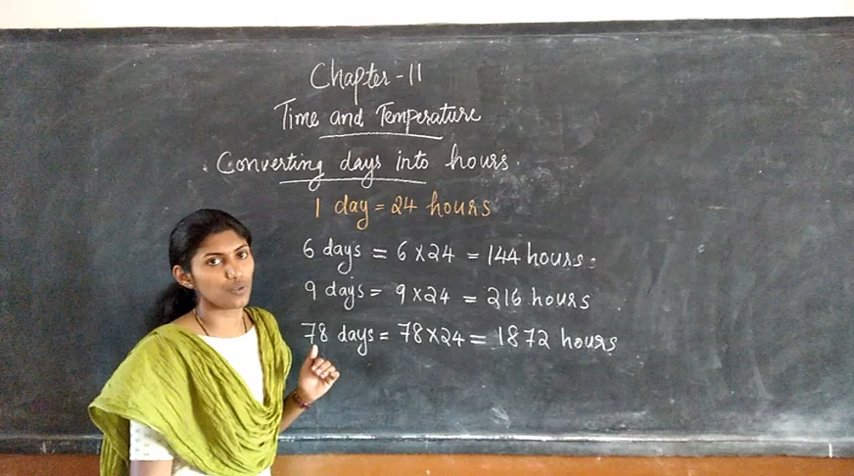 Chapter-11
Time and Temperature
Converting days into hours.
1 day = 24 hours
6 days = 6 x 24 = 144 hours.
9 days = 9 x 24 = 216 hours
78 days = 78 x 24 = 1872 hours